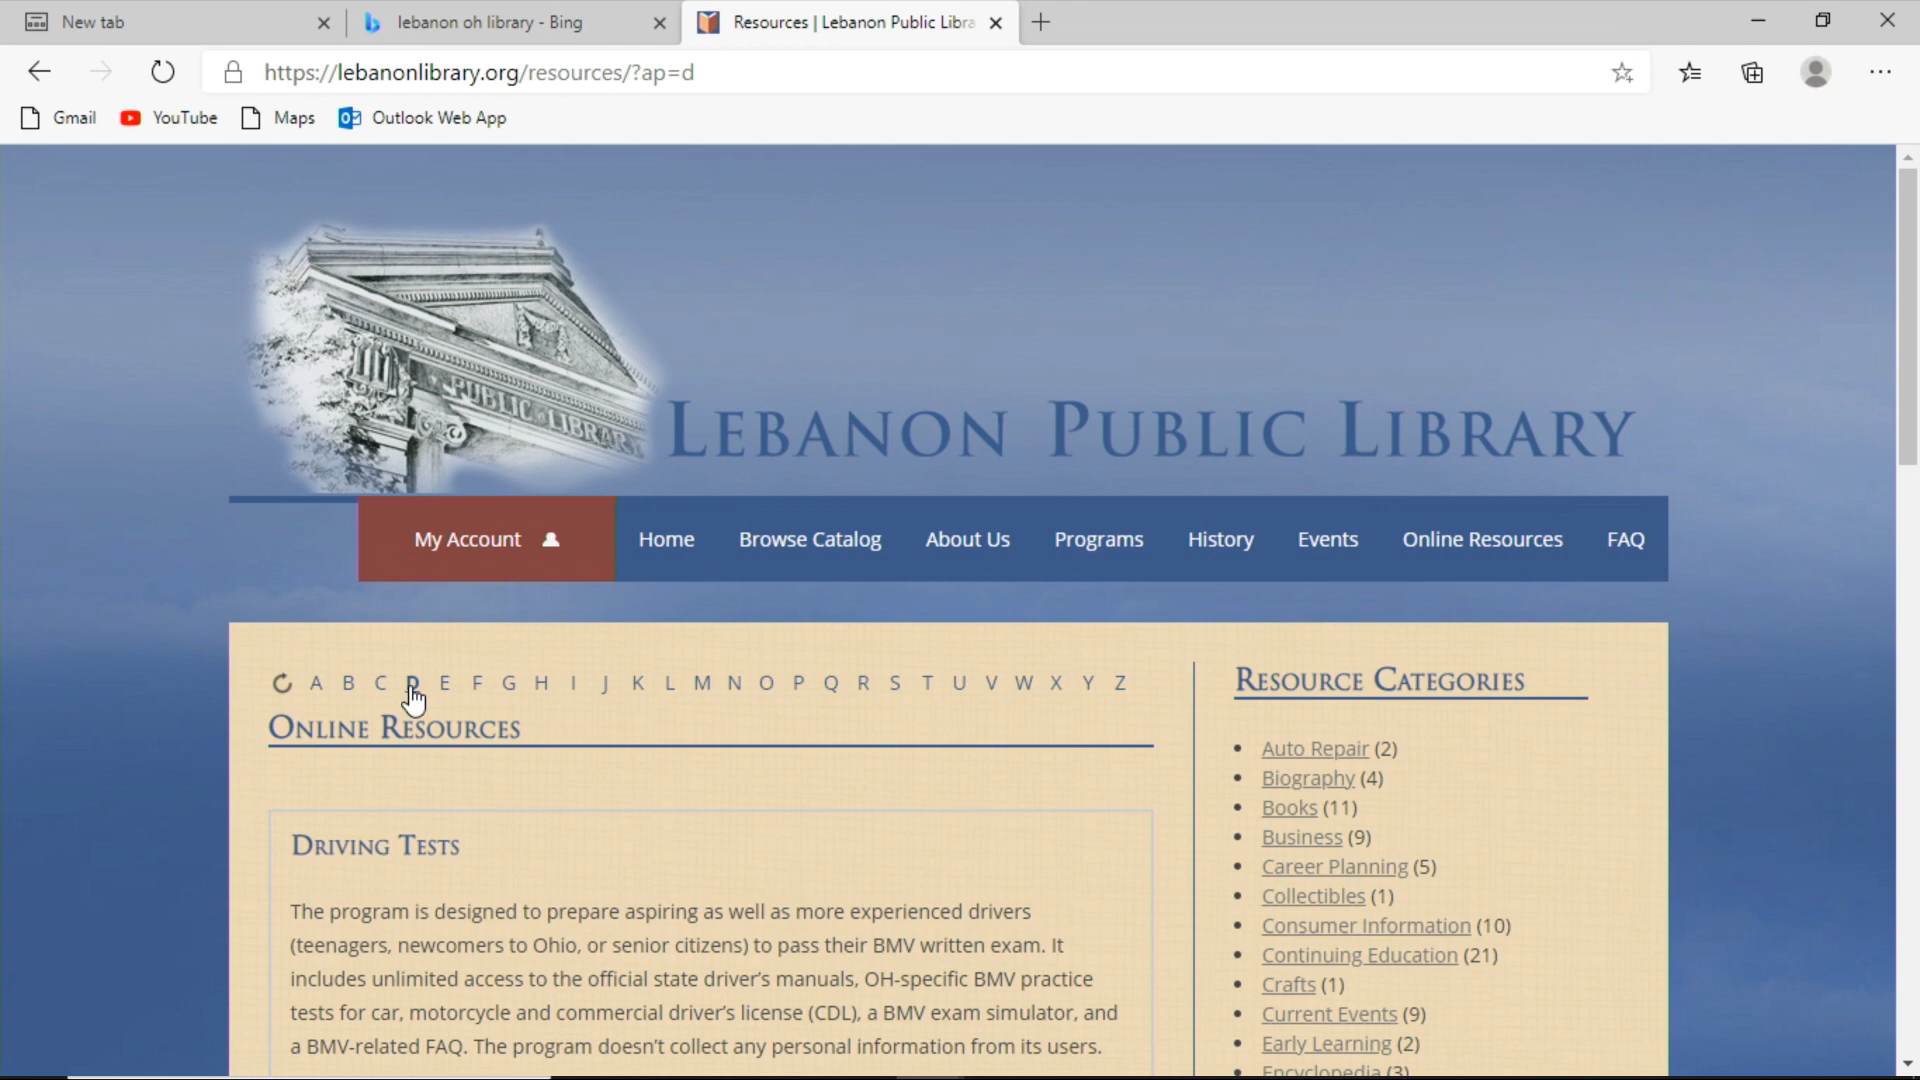 New tab
lebanon oh library - Bing
Resources | Lebanon Public Libra
https://lebanonlibrary.org/resources/?ap=d
Gmail
YouTube
Maps
Outlook Web App
PUBLIC LIBRARY
LEBANON PUBLIC LIBRARY
My Account
Home
Browse Catalog
About Us
Programs
History
Events
Online Resources
FAQ
A B C D E F G H I J K L M N O P Q R S T U V W X Y Z
ONLINE RESOURCES
DRIVING TESTS
The program is designed to prepare aspiring as well as more experienced drivers
(teenagers, newcomers to Ohio, or senior citizens) to pass their BMV written exam. It
includes unlimited access to the official state driver's manuals, OH-specific BMV practice
tests for car, motorcycle and commercial driver's license (CDL), a BMV exam simulator, and
a BMV-related FAQ. The program doesn't collect any personal information from its users.
RESOURCE CATEGORIES
Auto Repair (2)
Biography (4)
Books (11)
Business (9)
Career Planning (5)
Collectibles (1)
Consumer Information (10)
Continuing Education (21)
Crafts (1)
Current Events (9)
Early Learning (2)
Encyclopedia (3)